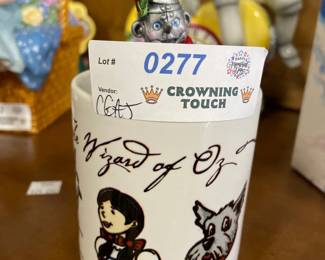 Lot # 0277
Vendor: CROWNING
TOUCH
The Wizard of Oz